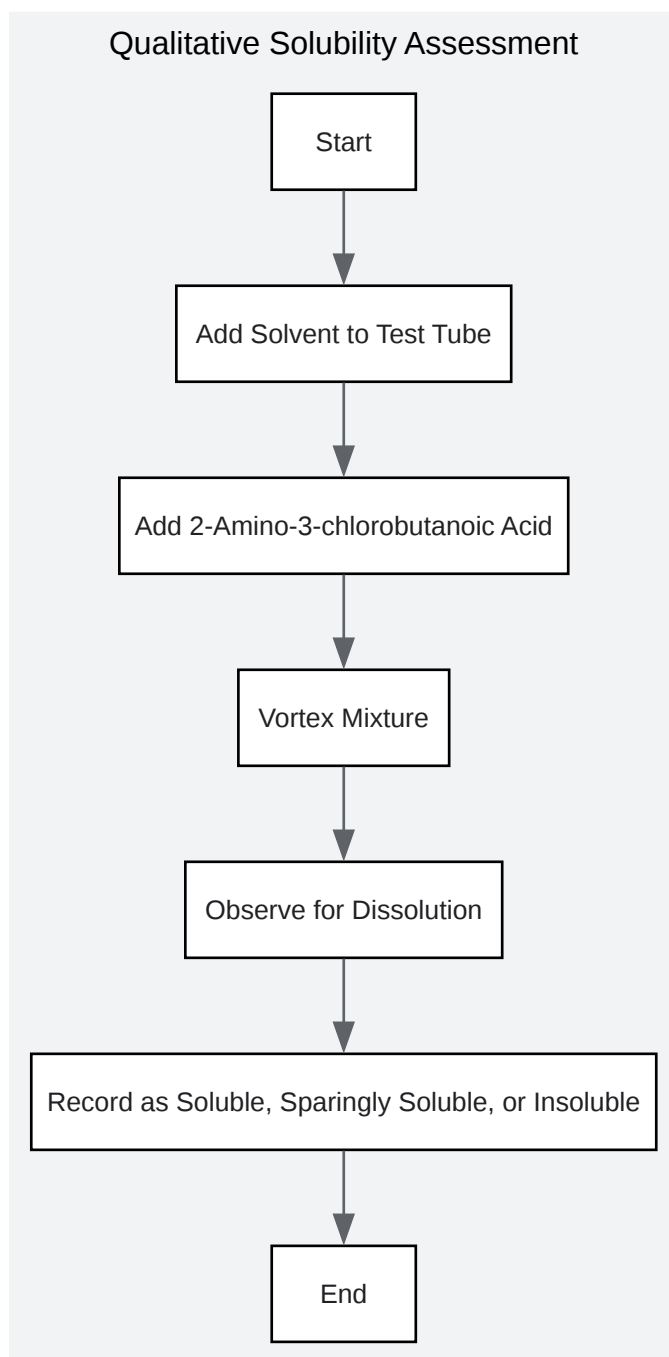 Qualitative Solubility Assessment
Start
Add Solvent to Test Tube
Add 2-Amino-3-chlorobutanoic Acid
Vortex Mixture
Observe for Dissolution
Record as Soluble, Sparingly Soluble, or Insoluble
End